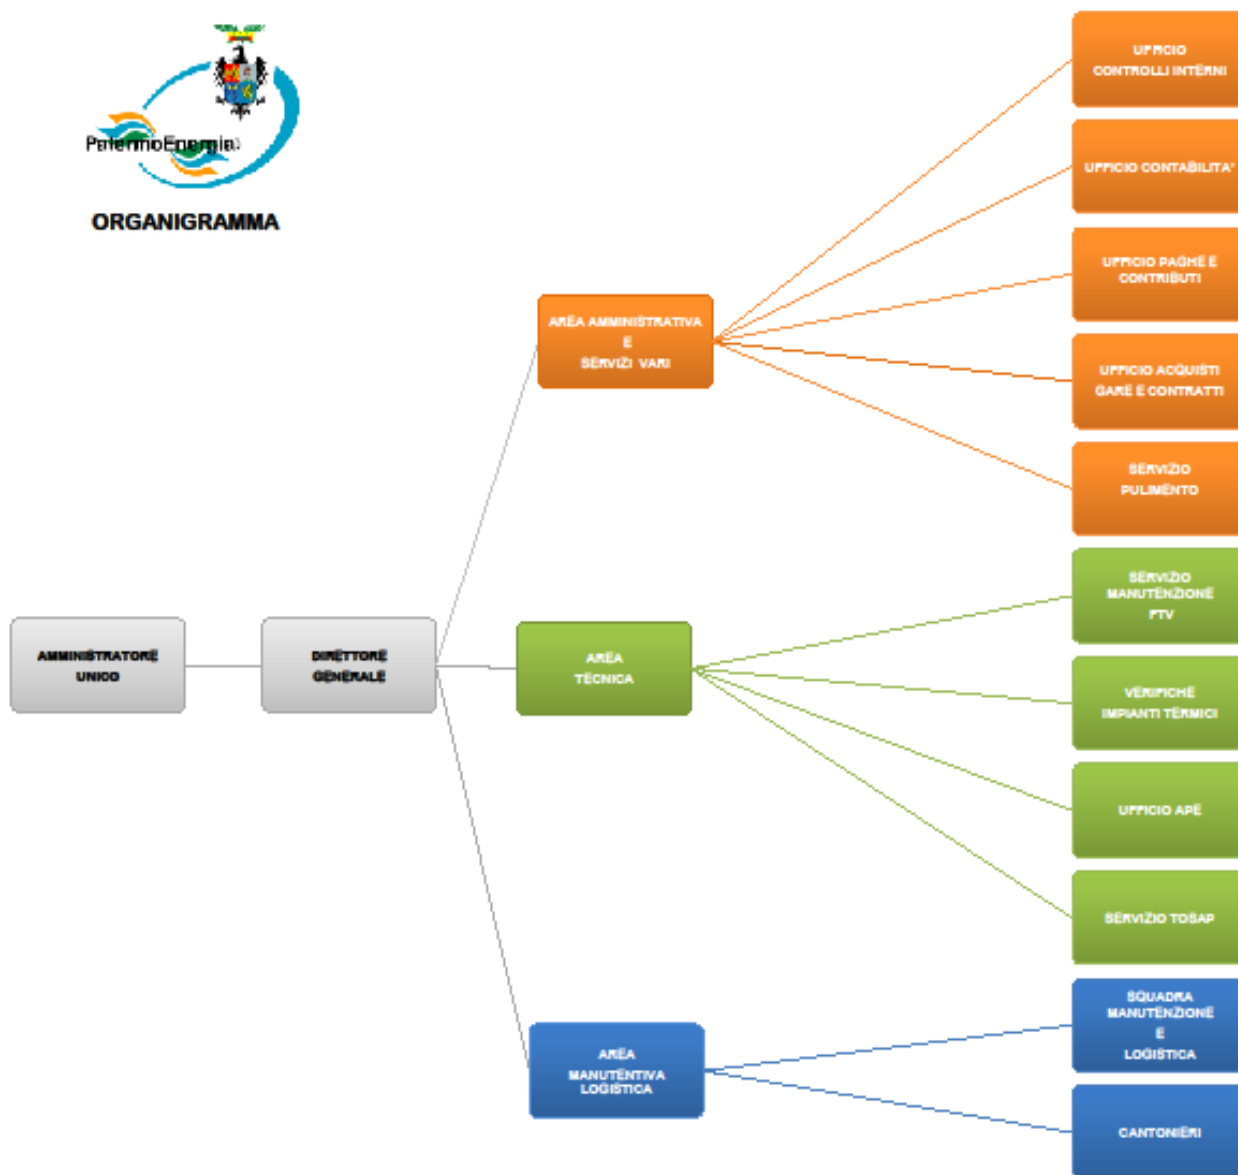 PalermoEnergia
ORGANIGRAMMA
AMMINISTRATORE
UNICO
DIRETTORE
GENERALE
AREA AMMINISTRATIVA
E
SERVIZI VARI
UFFICIO
CONTROLLI INTERNI
UFFICIO CONTABILITA'
UFFICIO PAGHE E
CONTRIBUTI
UFFICIO ACQUISTI
GARE E CONTRATTI
SERVIZIO
PULIMENTO
AREA
TECNICA
SERVIZIO
MANUTENZIONE
FTV
VERIFICHE
IMPIANTI TERMICI
UFFICIO APE
SERVIZIO TOSAP
AREA
MANUTENTIVA
LOGISTICA
SQUADRA
MANUTENZIONE
E
LOGISTICA
CANTONIERI